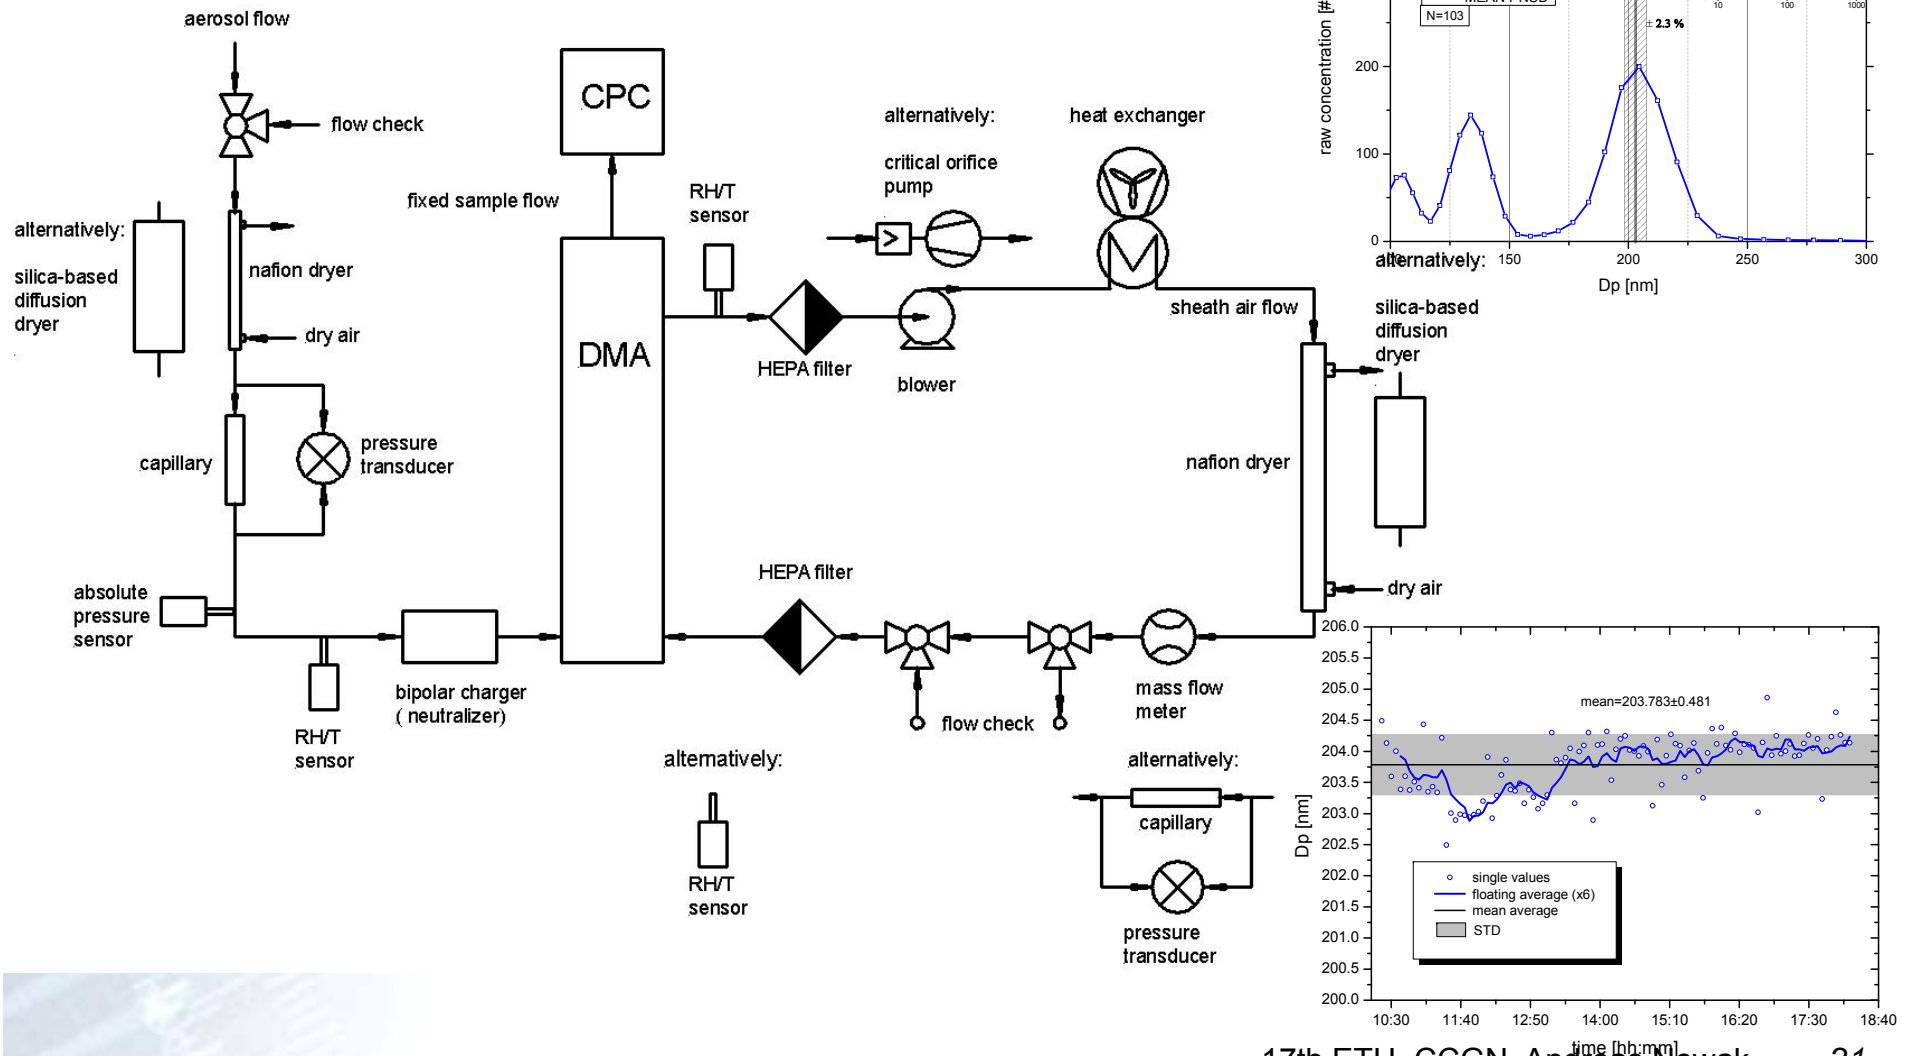 aerosol flow
flow check
alternatively:
silica-based
diffusion
dryer
nafion dryer
dry air
capillary
pressure
transducer
absolute
pressure
sensor
RH/T
sensor
bipolar charger
( neutralizer)
CPC
fixed sample flow
DMA
RH/T
sensor
HEPA filter
alternatively:
critical orifice
pump
blower
heat exchanger
sheath air flow
nafion dryer
alternatively:
silica-based
diffusion
dryer
dry air
HEPA filter
flow check
mass flow
meter
alternatively:
RH/T
sensor
alternatively:
capillary
pressure
transducer
raw concentration [#
N=103
± 2.3 %
10 100 1000
200
100
0
150 200 250 300
Dp [nm]
206.0
205.5
205.0
204.5
204.0
203.5
203.0
202.5
202.0
201.5
201.0
200.5
200.0
Dp [nm]
mean=203.783±0.481
single values
floating average (x6)
mean average
STD
10:30 11:40 12:50 14:00 15:10 16:20 17:30 18:40
time [hh:mm]
17th ETH- Andreas Nowak 21